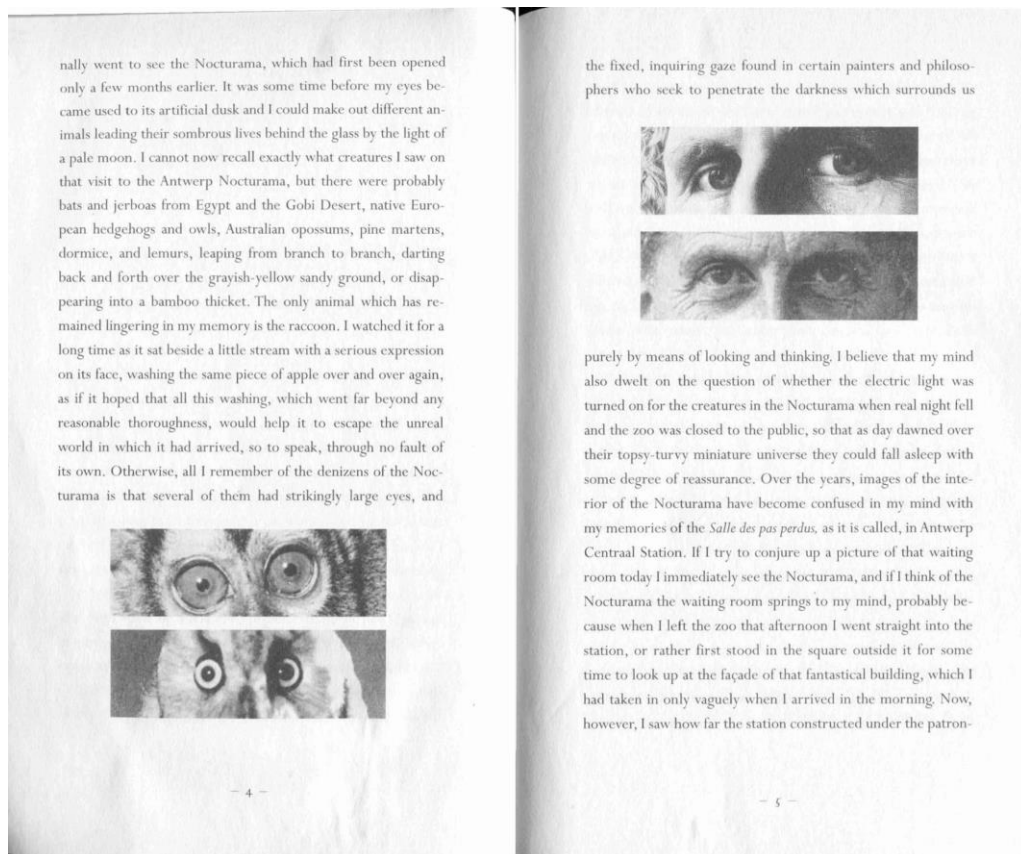 nally went to see the Nocturama, which had first been opened
only a few months earlier. It was some time before my eyes be-
came used to its artificial dusk and I could make out different an-
imals leading their sombrous lives behind the glass by the light of
a pale moon. I cannot now recall exactly what creatures I saw on
that visit to the Antwerp Nocturama, but there were probably
bats and jerboas from Egypt and the Gobi Desert, native Euro-
pean hedgehogs and owls, Australian opossums, pine martens,
dormice, and lemurs, leaping from branch to branch, darting
back and forth over the grayish-yellow sandy ground, or disap-
pearing into a bamboo thicket. The only animal which has re-
mained lingering in my memory is the raccoon. I watched it for a
long time as it sat beside a little stream with a serious expression
on its face, washing the same piece of apple over and over again,
as if it hoped that all this washing, which went far beyond any
reasonable thoroughness, would help it to escape the unreal
world in which it had arrived, so to speak, through no fault of
its own. Otherwise, all I remember of the denizens of the Noc-
turama is that several of them had strikingly large eyes, and
– 4 –
the fixed, inquiring gaze found in certain painters and philoso-
phers who seek to penetrate the darkness which surrounds us
purely by means of looking and thinking. I believe that my mind
also dwelt on the question of whether the electric light was
turned on for the creatures in the Nocturama when real night fell
and the zoo was closed to the public, so that as day dawned over
their topsy-turvy miniature universe they could fall asleep with
some degree of reassurance. Over the years, images of the inte-
rior of the Nocturama have become confused in my mind with
my memories of the Salle des pas perdus, as it is called, in Antwerp
Centraal Station. If I try to conjure up a picture of that waiting
room today I immediately see the Nocturama, and if I think of the
Nocturama the waiting room springs to my mind, probably be-
cause when I left the zoo that afternoon I went straight into the
station, or rather first stood in the square outside it for some
time to look up at the façade of that fantastical building, which I
had taken in only vaguely when I arrived in the morning. Now,
however, I saw how far the station constructed under the patron-
– 5 –